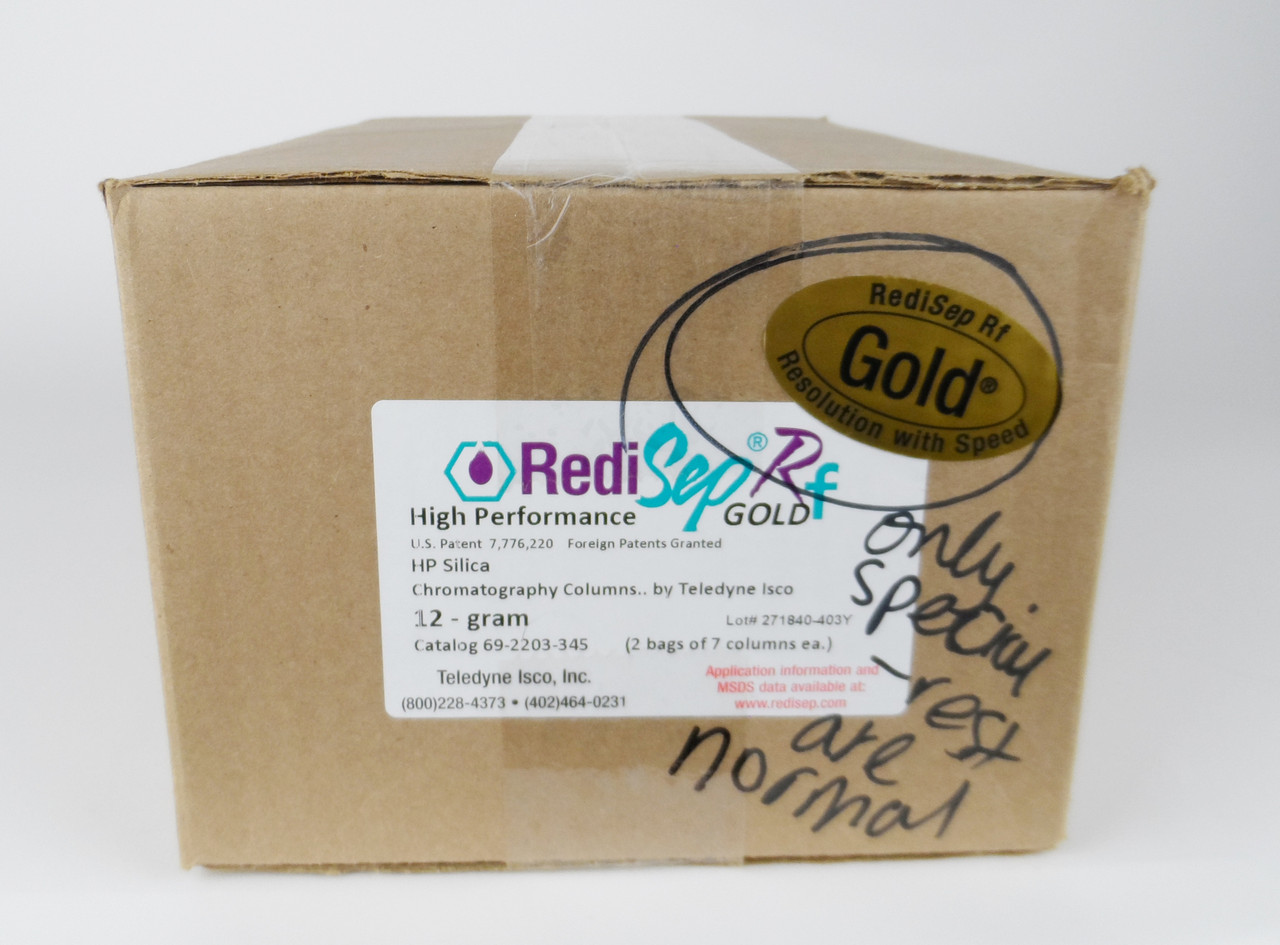 RediSep Rf
Gold®
Resolution with Speed
RediSep® Rf
High Performance GOLD
U.S. Patent 7,776,220 Foreign Patents Granted
HP Silica
Chromatography Columns.. by Teledyne Isco
12 - gram Lot# 271840-403Y
Catalog 69-2203-345 (2 bags of 7 columns ea.)
Teledyne Isco, Inc.
(800)228-4373 • (402)464-0231
Application information and
MSDS data available at:
www.redisep.com
only
special
- rest
are
normal